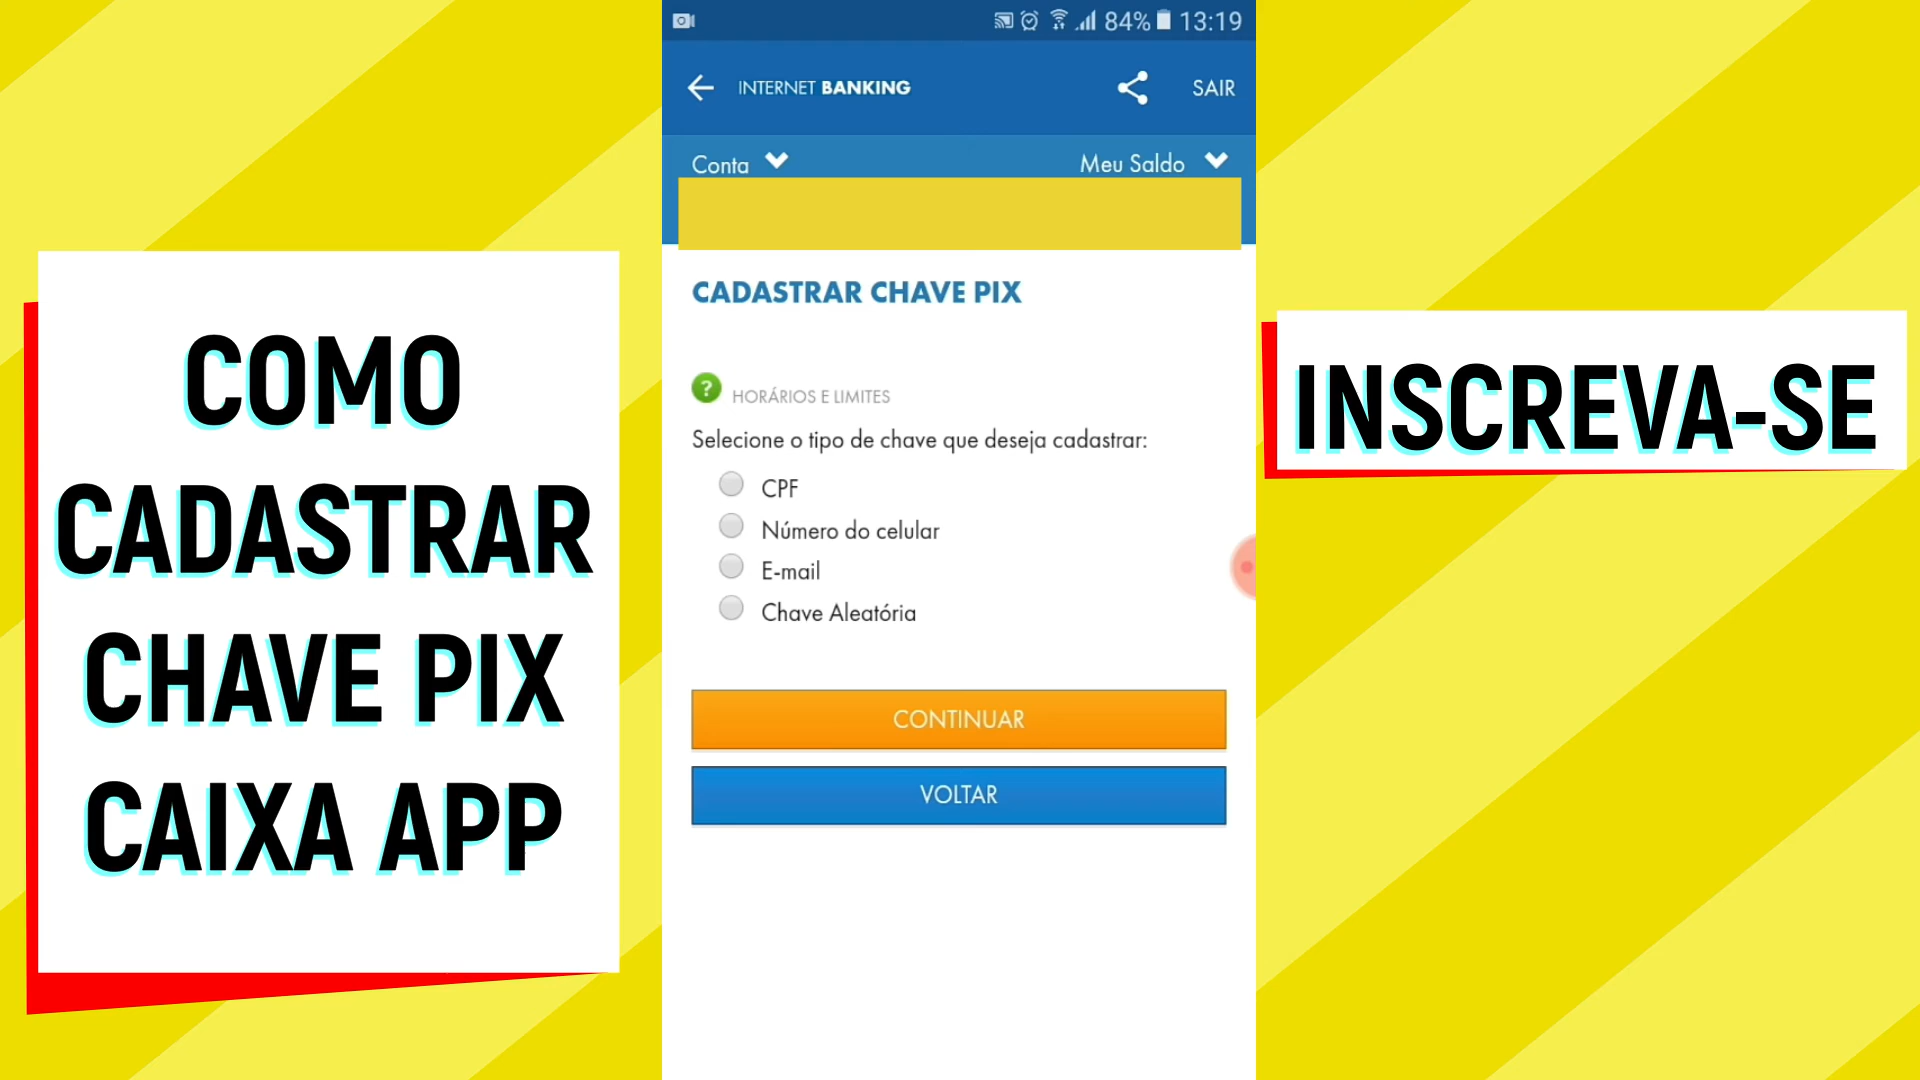 COMO
CADASTRAR
CHAVE PIX
CAIXA APP
84% 13:19
INTERNET BANKING SAIR
Conta Meu Saldo
CADASTRAR CHAVE PIX
? HORÁRIOS E LIMITES
Selecione o tipo de chave que deseja cadastrar:
CPF
Número do celular
E-mail
Chave Aleatória
CONTINUAR
VOLTAR
INSCREVA-SE